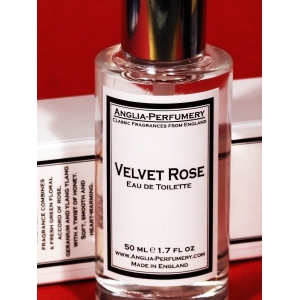 ANGLIA-PERFUMERY
CLASSIC FRAGRANCES FROM ENGLAND
VELVET ROSE
EAU DE TOILETTE
50 ML ℮ 1.7 FL OZ
WWW.ANGLIA-PERFUMERY.COM
MADE IN ENGLAND
FRAGRANCE COMBINES
A FRESH GREEN FLORAL
ACCORD OF ROSE,
GERANIUM AND YLANG YLANG
WITH A TWIST OF HONEY.
SOFT, SMOOTH AND
HEART-WARMING.